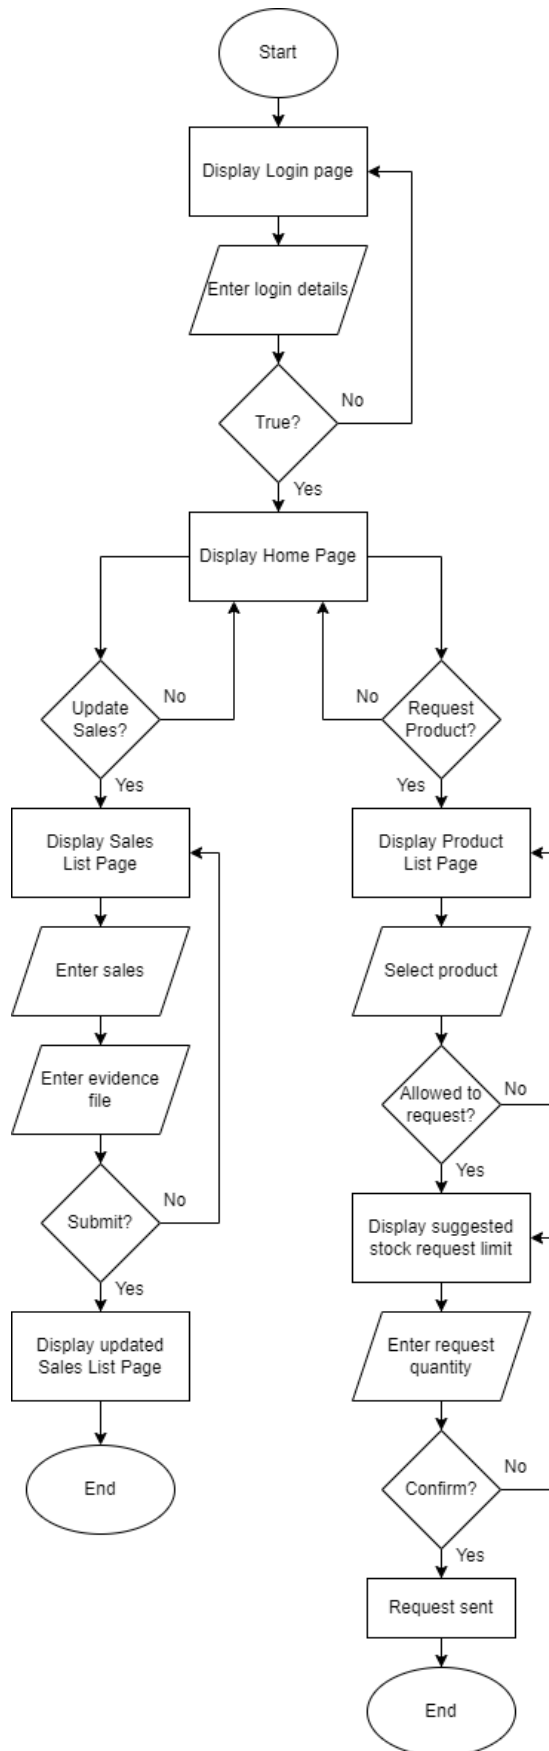 Start
Display Login page
Enter login details
True?
No
Yes
Display Home Page
Update
Sales?
No
Yes
Display Sales
List Page
Enter sales
Enter evidence
file
Submit?
No
Yes
Display updated
Sales List Page
End
No
Request
Product?
Yes
Display Product
List Page
Select product
Allowed to
request?
No
Yes
Display suggested
stock request limit
Enter request
quantity
Confirm?
No
Yes
Request sent
End